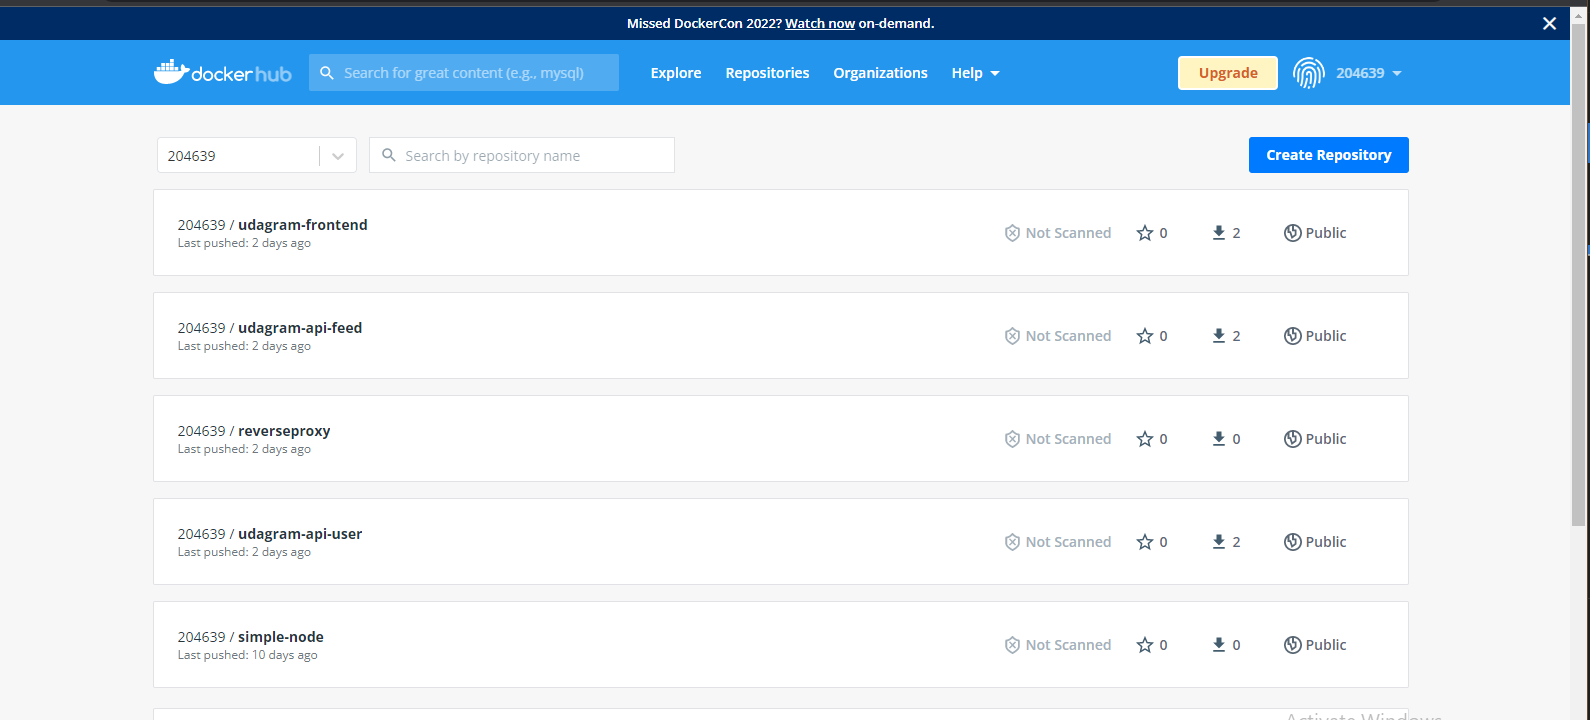 Missed DockerCon 2022? Watch now on-demand.
dockerhub Search for great content (e.g., mysql) Explore Repositories Organizations Help Upgrade 204639
204639 Search by repository name Create Repository
204639 / udagram-frontend Not Scanned 0 2 Public
Last pushed: 2 days ago
204639 / udagram-api-feed Not Scanned 0 2 Public
Last pushed: 2 days ago
204639 / reverseproxy Not Scanned 0 0 Public
Last pushed: 2 days ago
204639 / udagram-api-user Not Scanned 0 2 Public
Last pushed: 2 days ago
204639 / simple-node Not Scanned 0 0 Public
Last pushed: 10 days ago
Activate Windows